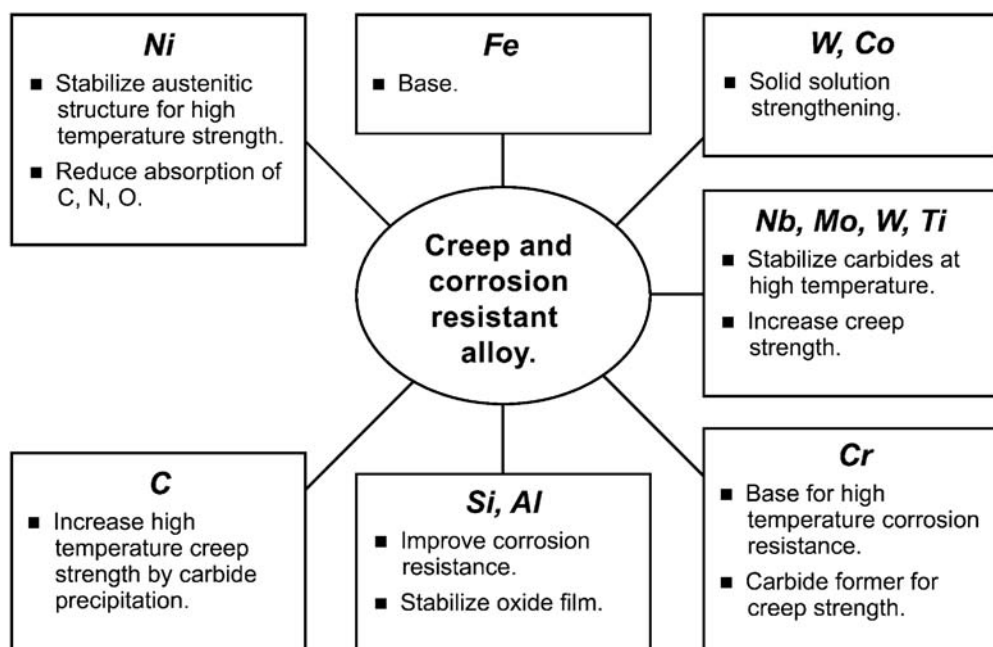 Ni
■ Stabilize austenitic
structure for high
temperature strength.
■ Reduce absorption of
C, N, O.
Fe
■ Base.
W, Co
■ Solid solution
strengthening.
Creep and
corrosion
resistant
alloy.
Nb, Mo, W, Ti
■ Stabilize carbides at
high temperature.
■ Increase creep
strength.
C
■ Increase high
temperature creep
strength by carbide
precipitation.
Si, Al
■ Improve corrosion
resistance.
■ Stabilize oxide film.
Cr
■ Base for high
temperature corrosion
resistance.
■ Carbide former for
creep strength.